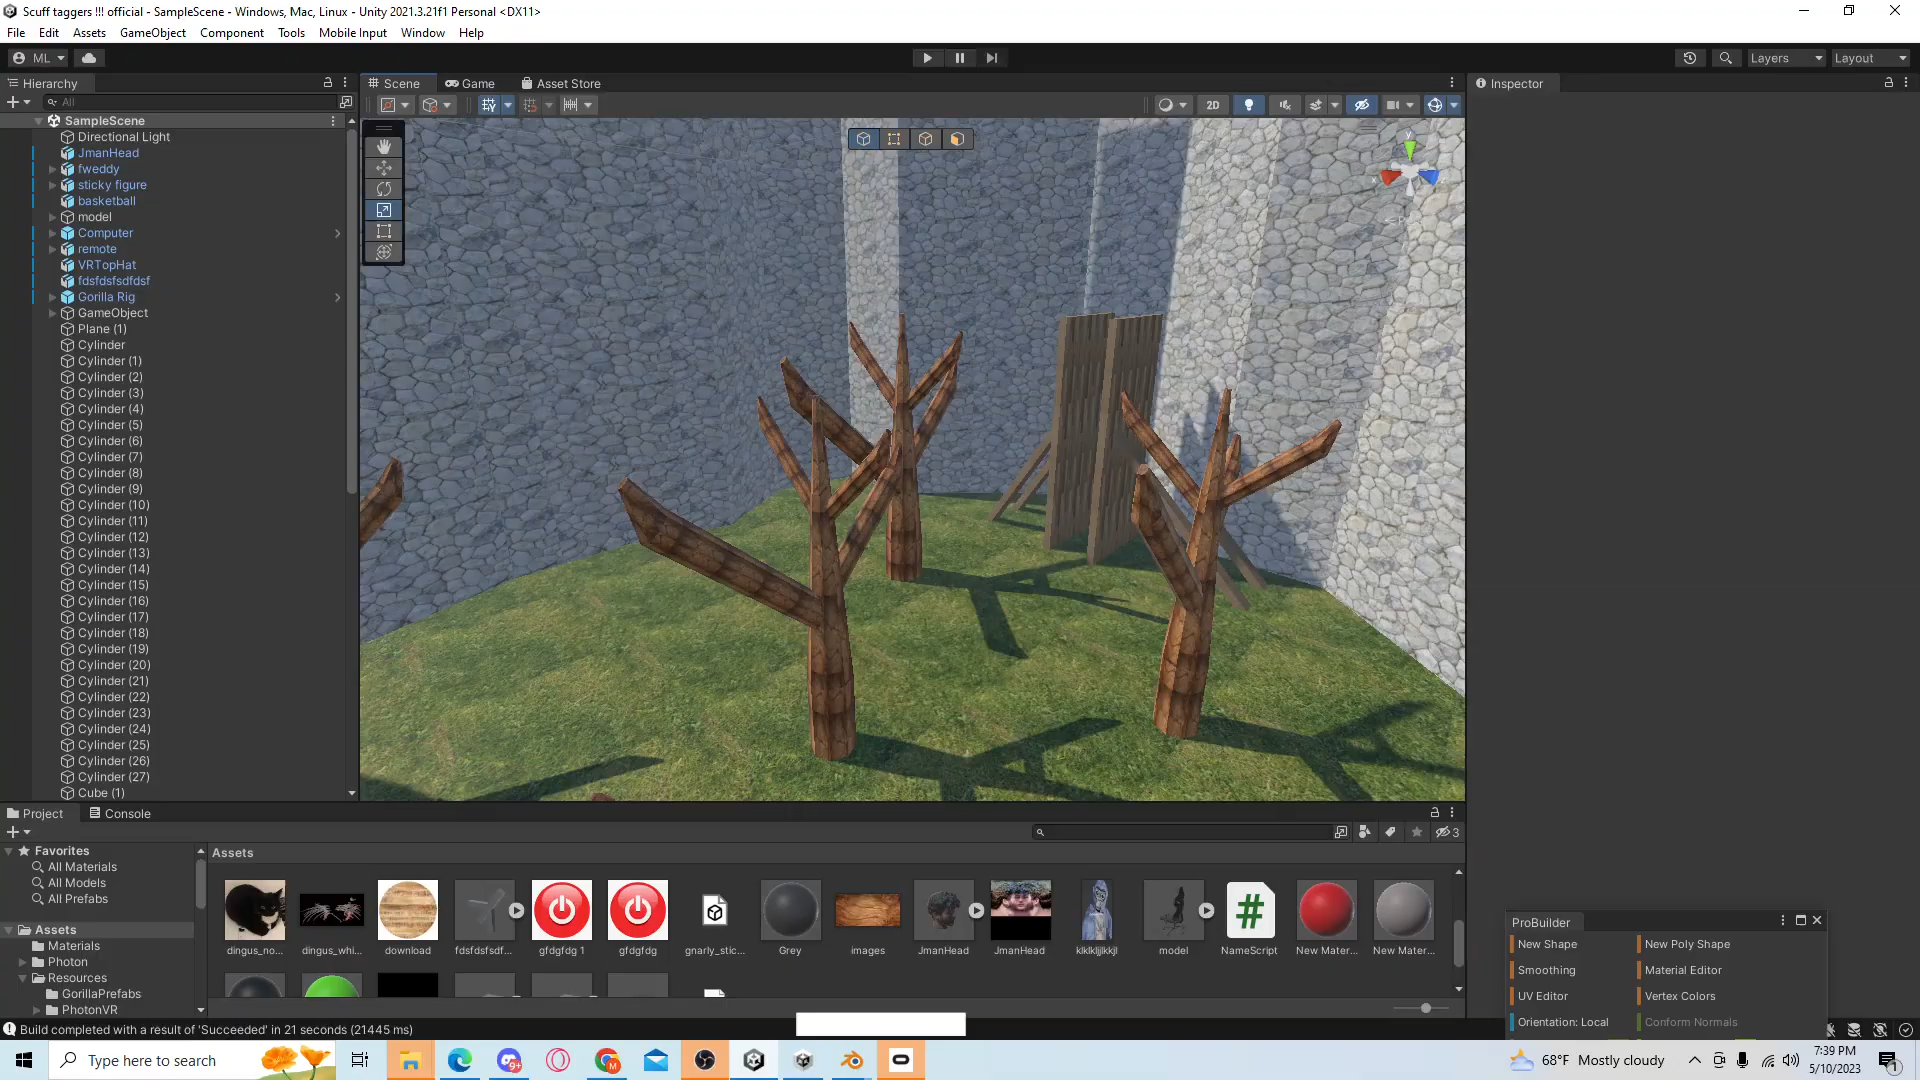 Scuff taggers !!! official - SampleScene - Windows, Mac, Linux - Unity 2021.3.21f1 Personal <DX11>
File Edit Assets GameObject Component Tools Mobile Input Window Help
ML Layers Layout
Hierarchy Scene Game Asset Store Inspector
All 2D
SampleScene
Directional Light
JmanHead
fweddy
sticky figure
basketball
model
Computer
remote
VRTopHat
fdsfdsfsdfdsf
Gorilla Rig
GameObject
Plane (1)
Cylinder
Cylinder (1)
Cylinder (2)
Cylinder (3)
Cylinder (4)
Cylinder (5)
Cylinder (6)
Cylinder (7)
Cylinder (8)
Cylinder (9)
Cylinder (10)
Cylinder (11)
Cylinder (12)
Cylinder (13)
Cylinder (14)
Cylinder (15)
Cylinder (16)
Cylinder (17)
Cylinder (18)
Cylinder (19)
Cylinder (20)
Cylinder (21)
Cylinder (22)
Cylinder (23)
Cylinder (24)
Cylinder (25)
Cylinder (26)
Cylinder (27)
Cube (1)
y
Project Console
3
Favorites
All Materials
All Models
All Prefabs
Assets
Materials
Photon
Resources
GorillaPrefabs
PhotonVR
Assets
dingus_no... dingus_whi... download fdsfdsfsdf... gfdgfdg 1 gfdgfdg gnarly_stic... Grey images JmanHead JmanHead model NameScript New Mater... New Mater...
ProBuilder
New Shape New Poly Shape
Smoothing Material Editor
UV Editor Vertex Colors
Orientation: Local Conform Normals
Build completed with a result of 'Succeeded' in 21 seconds (21445 ms)
Type here to search 9+ M 68°F Mostly cloudy 7:39 PM
5/10/2023 1